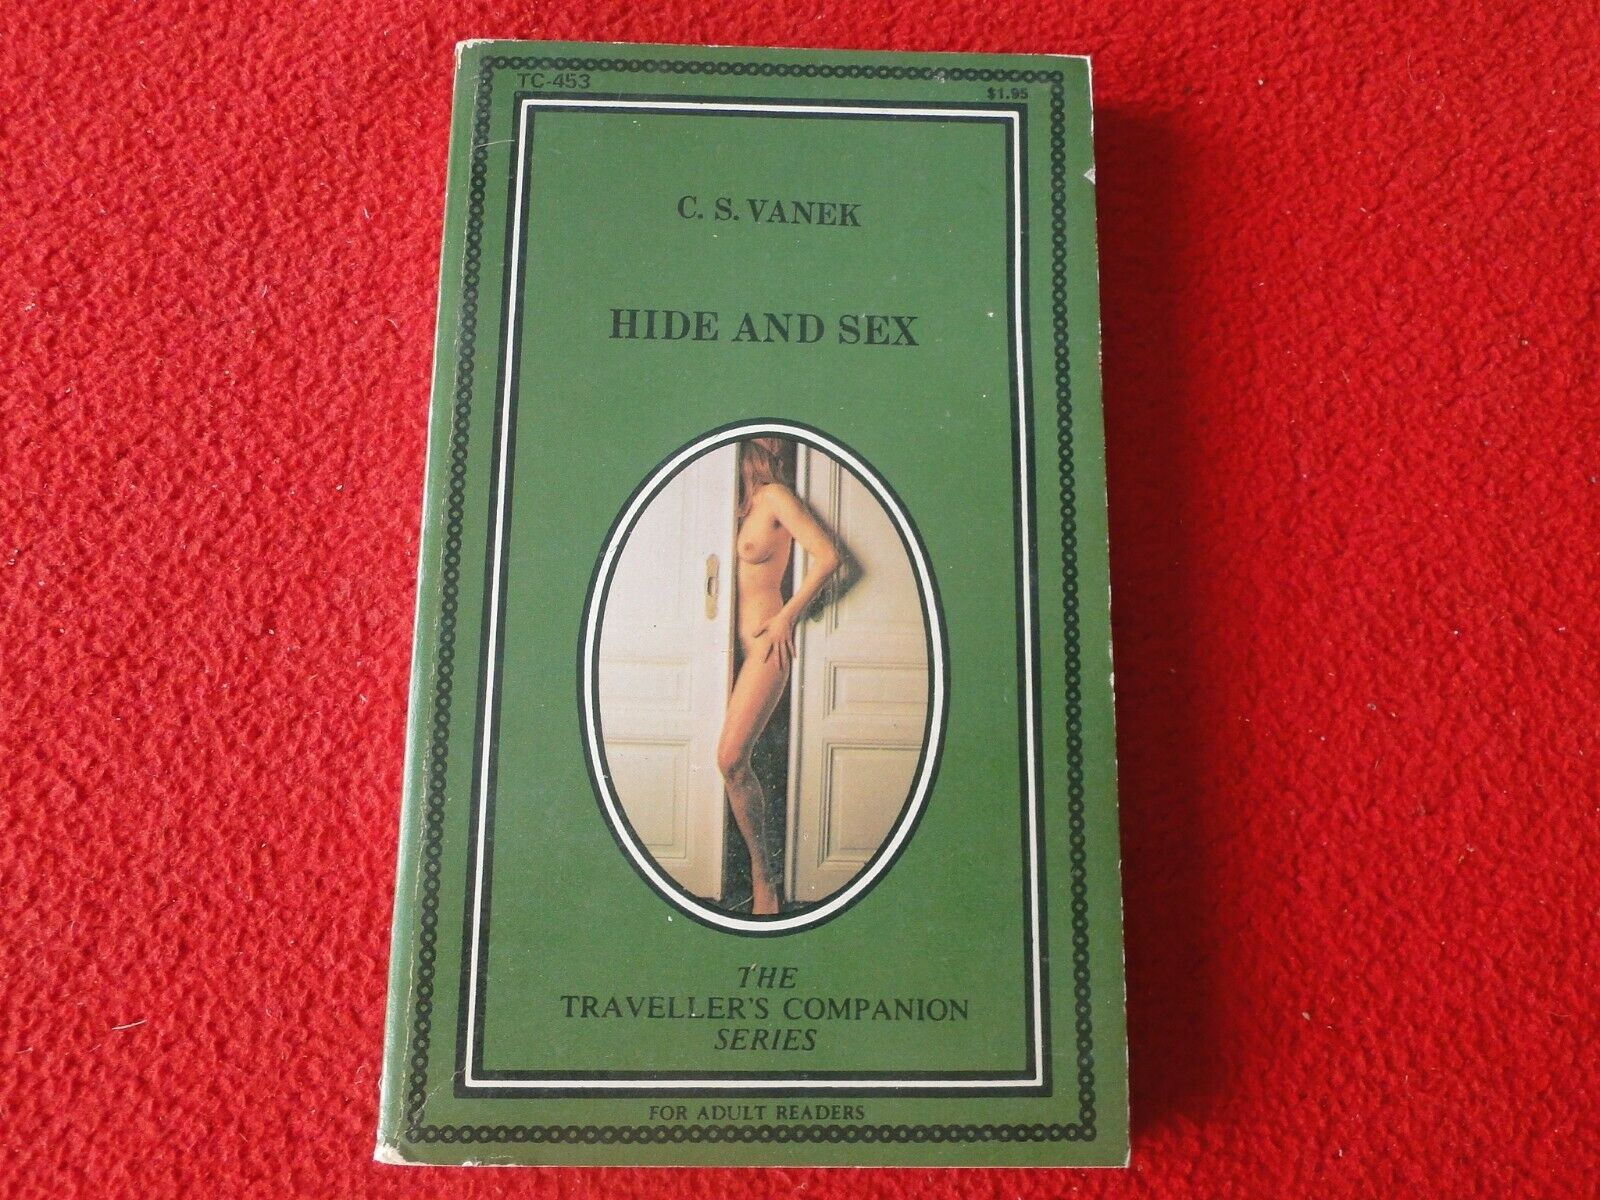 TC-453
$1.95
C. S. VANEK
HIDE AND SEX
THE
TRAVELLER'S COMPANION
SERIES
FOR ADULT READERS